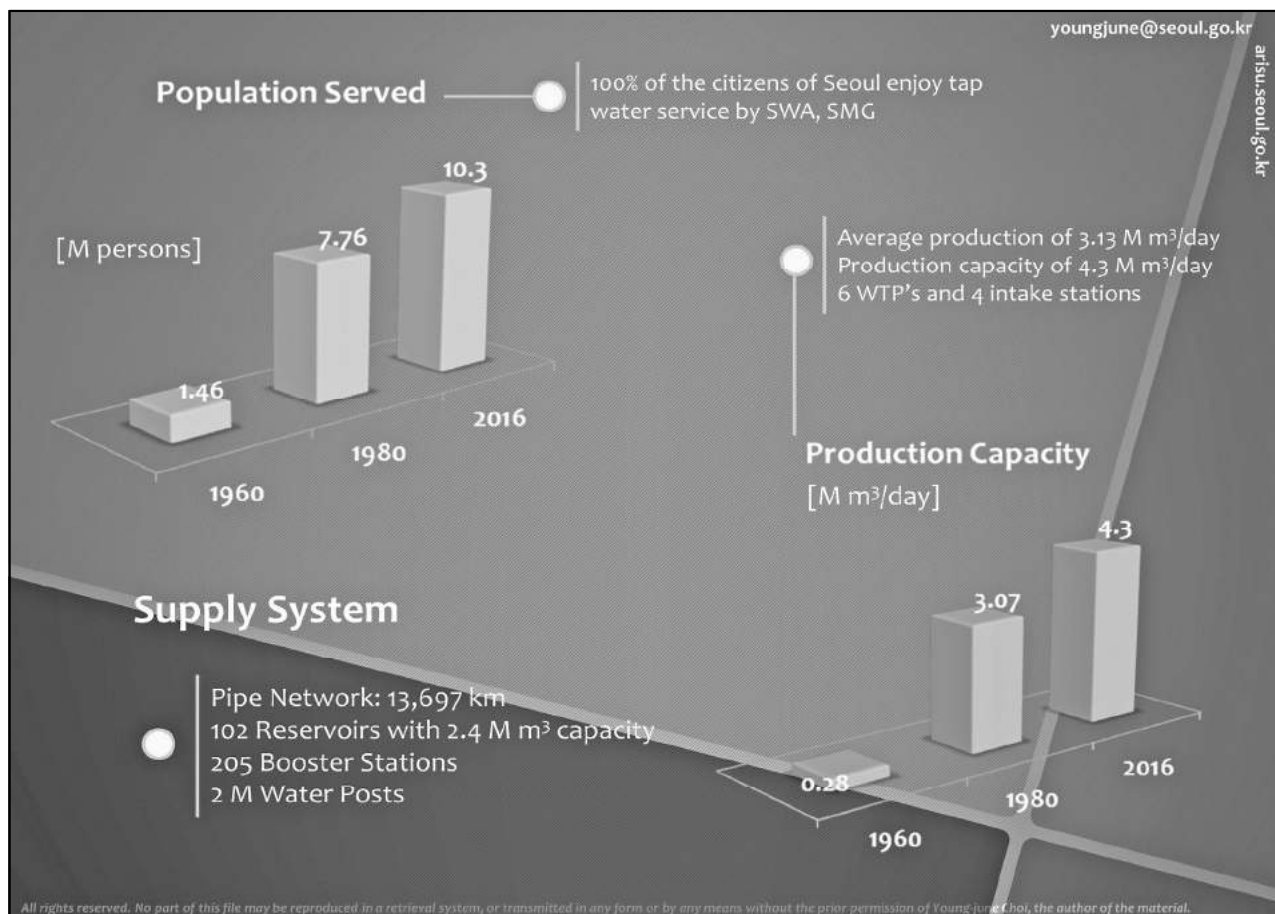 youngjune@seoul.go.kr
arisu.seoul.go.kr
Population Served
100% of the citizens of Seoul enjoy tap
water service by SWA, SMG
[M persons]
1.46
7.76
10.3
1960
1980
2016
Average production of 3.13 M m³/day
Production capacity of 4.3 M m³/day
6 WTP's and 4 intake stations
Production Capacity
[M m³/day]
0.28
3.07
4.3
1960
1980
2016
Supply System
Pipe Network: 13,697 km
102 Reservoirs with 2.4 M m³ capacity
205 Booster Stations
2 M Water Posts
All rights reserved. No part of this file may be reproduced in a retrieval system, or transmitted in any form or by any means without the prior permission of Young-june Choi, the author of the material.